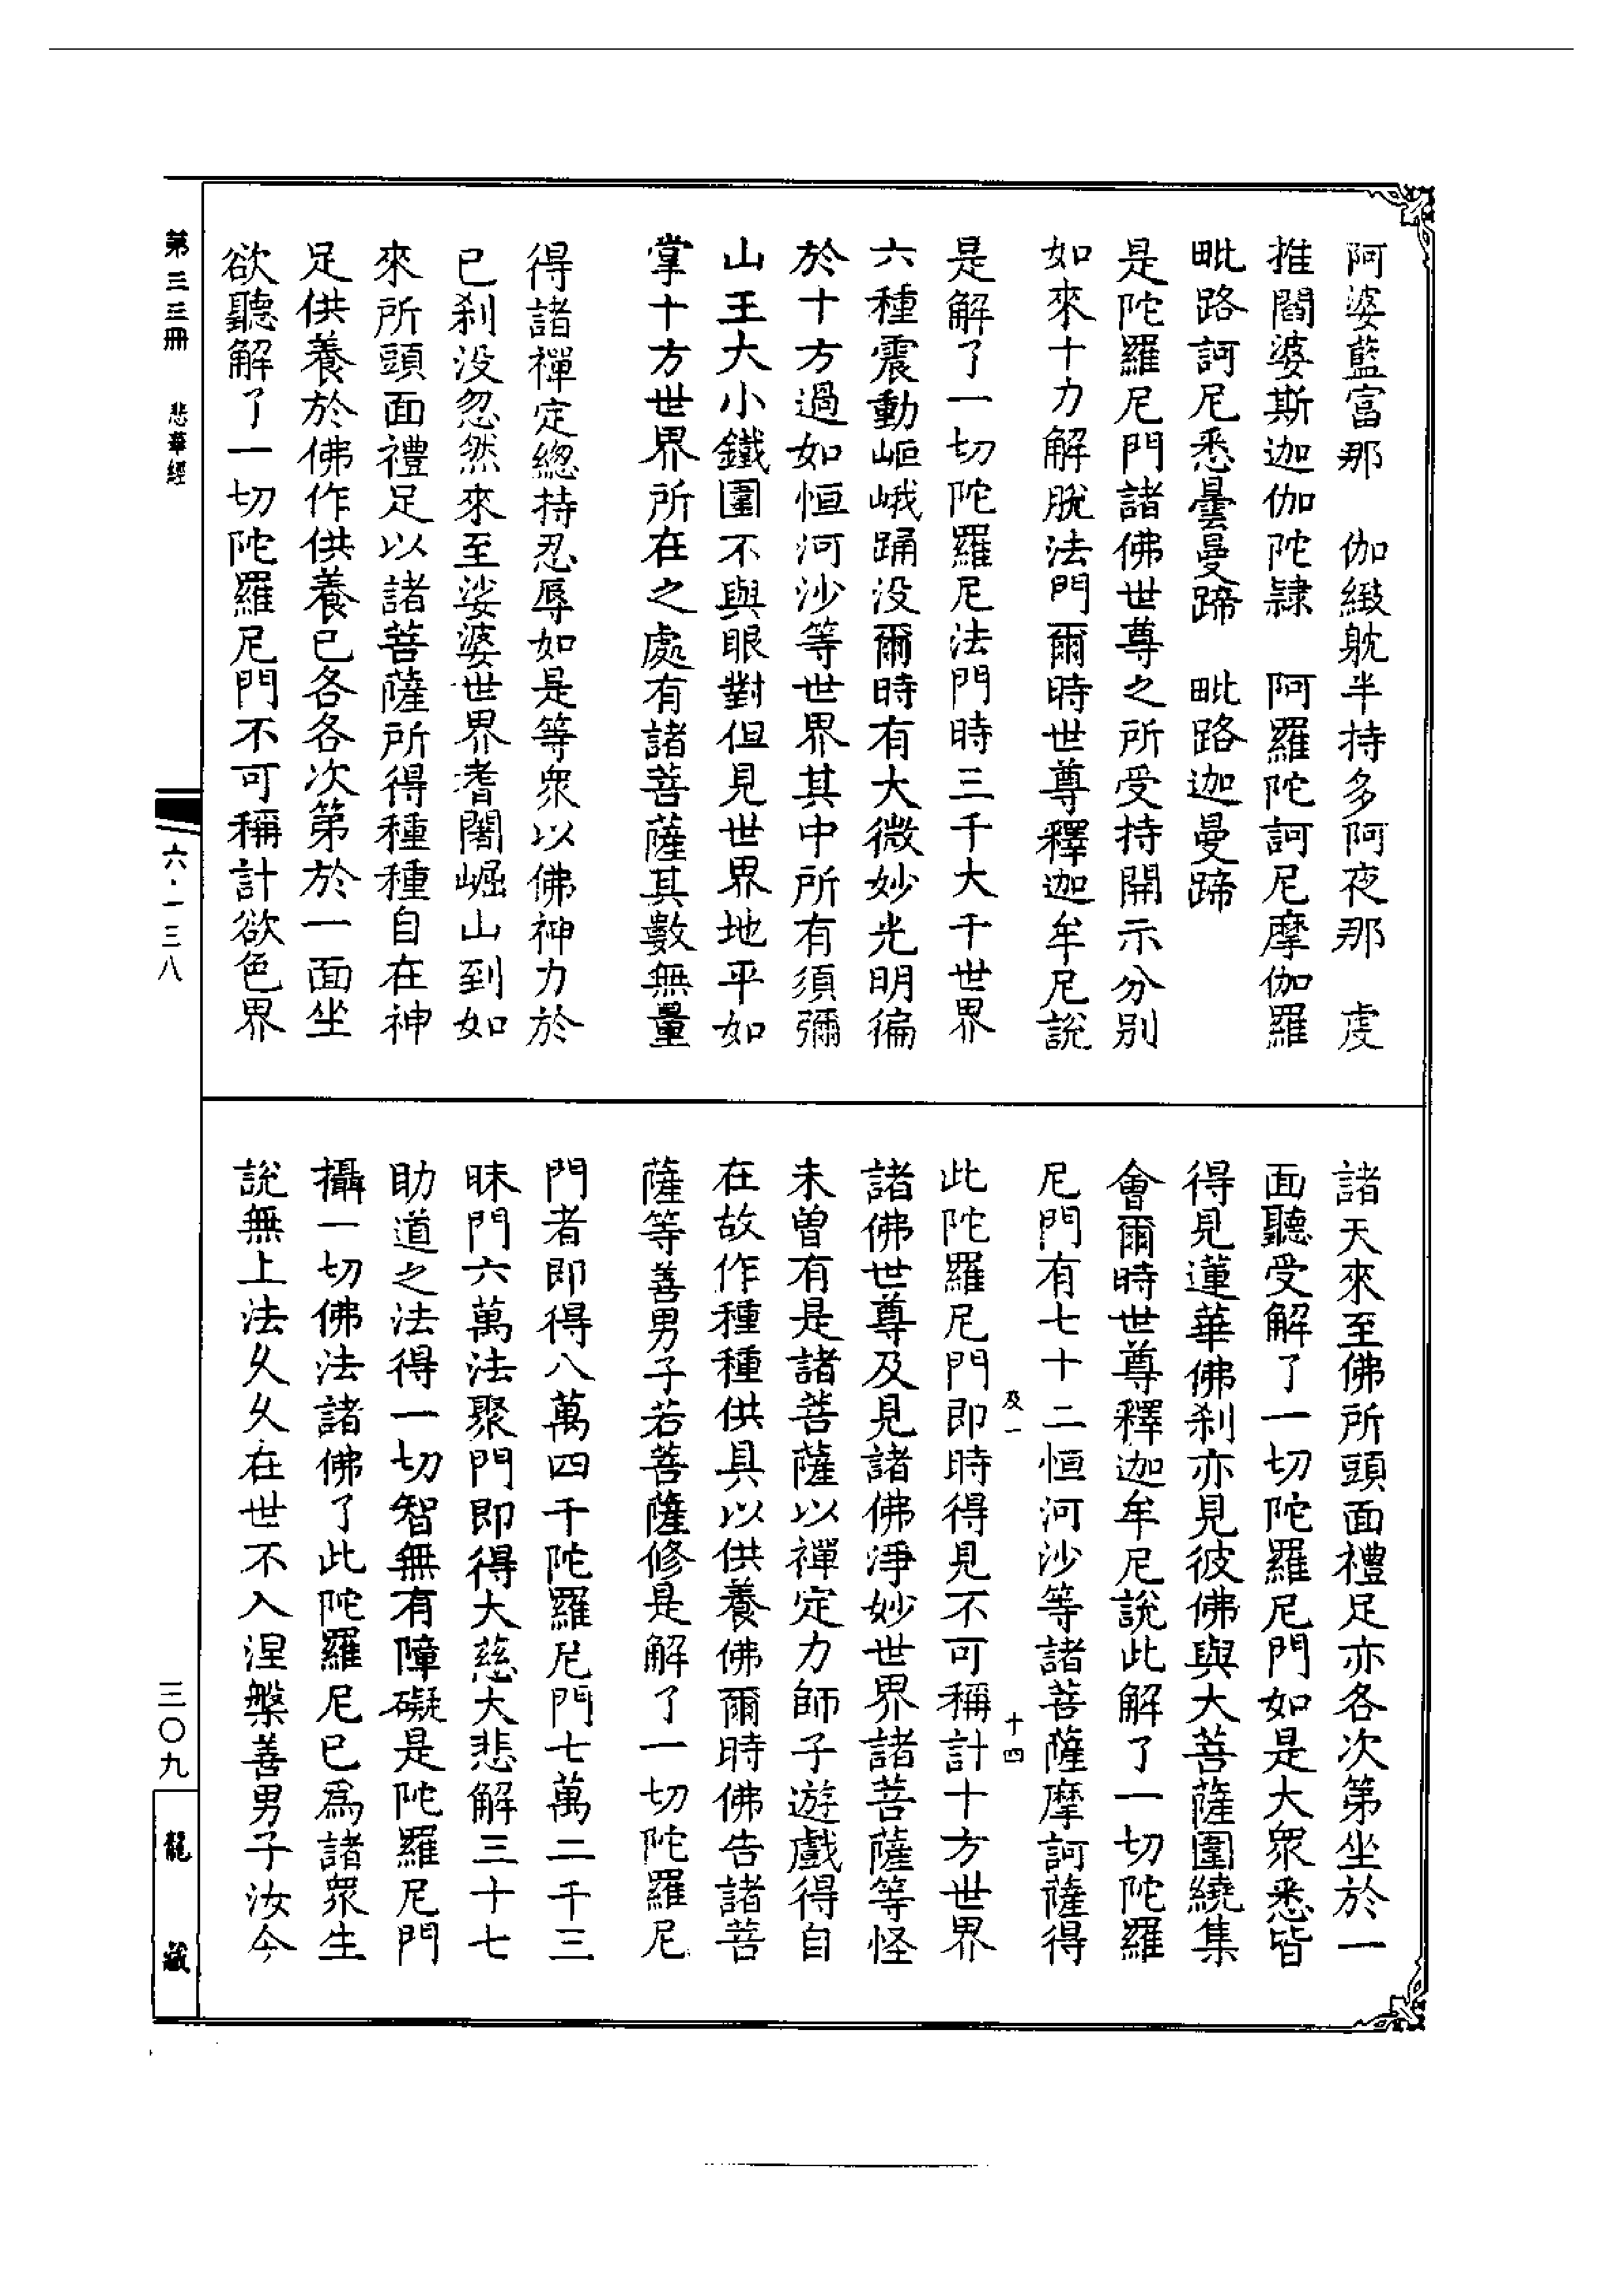 阿婆藍富那　伽緻躭半持多阿夜那　虔
推閻婆斯迦伽陀隸　阿羅陀訶尼摩伽羅
毗路訶尼悉曇曼蹄　毗路迦曼蹄
是陀羅尼門諸佛世尊之所受持開示分別
如來十力解脫法門爾時世尊釋迦牟尼說
是解了一切陀羅尼法門時三千大千世界
六種震動岠峨踊没爾時有大微妙光明徧
於十方過如恒河沙等世界其中所有須彌
山王大小鐵圍不與眼對但見世界地平如
掌十方世界所在之處有諸菩薩其數無量
得諸禪定總持忍辱如是等衆以佛神力於
已刹没忽然來至娑婆世界耆闍崛山到如
來所頭面禮足以諸菩薩所得種種自在神
足供養於佛作供養已各各次第於一面坐
欲聽解了一切陀羅尼門不可稱計欲色界
諸天來至佛所頭面禮足亦各次第坐於一
面聽受解了一切陀羅尼門如是大衆悉皆
得見蓮華佛刹亦見彼佛與大菩薩圍繞集
會爾時世尊釋迦牟尼說此解了一切陀羅
尼門有七十二恒河沙等諸菩薩摩訶薩得
及一　十四
此陀羅尼門即時得見不可稱計十方世界
諸佛世尊及見諸佛淨妙世界諸菩薩等怪
未曾有是諸菩薩以禪定力師子遊戲得自
在故作種種供具以供養佛爾時佛告諸菩
薩等善男子若菩薩修是解了一切陀羅尼
門者即得八萬四千陀羅尼門七萬二千三
昧門六萬法聚門即得大慈大悲解三十七
助道之法得一切智無有障礙是陀羅尼門
攝一切佛法諸佛了此陀羅尼已爲諸衆生
說無上法久久在世不入涅槃善男子汝今
第三三冊　悲華經
六·一三八
三〇九
龍藏